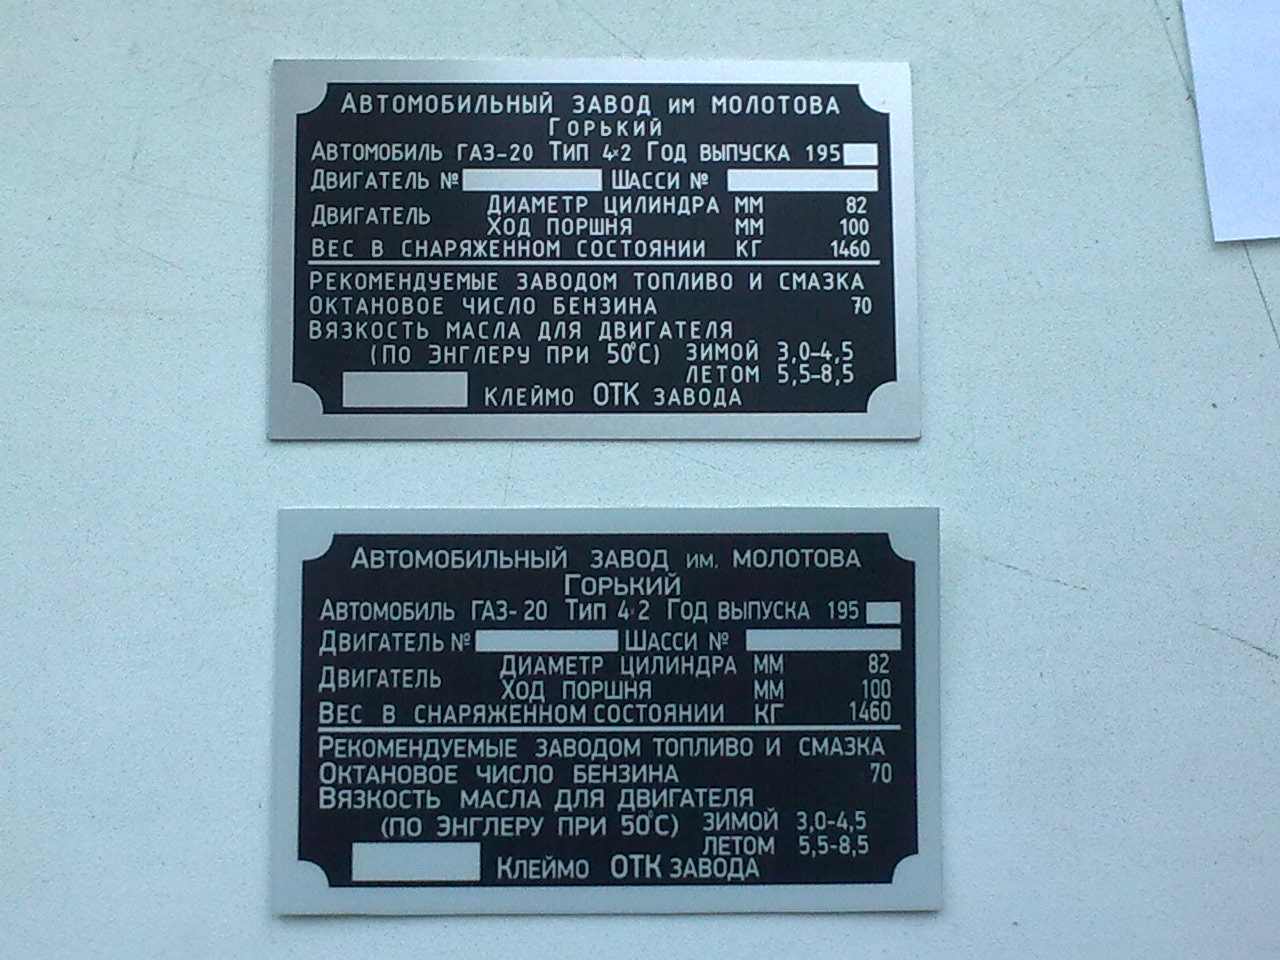 АВТОМОБИЛЬНЫЙ ЗАВОД ИМ МОЛОТОВА
ГОРЬКИЙ
АВТОМОБИЛЬ ГАЗ-20 ТИП 4×2 ГОД ВЫПУСКА 195
ДВИГАТЕЛЬ № ШАССИ №
ДВИГАТЕЛЬ ДИАМЕТР ЦИЛИНДРА ММ 82
ХОД ПОРШНЯ ММ 100
ВЕС В СНАРЯЖЕННОМ СОСТОЯНИИ КГ 1460
РЕКОМЕНДУЕМЫЕ ЗАВОДОМ ТОПЛИВО И СМАЗКА
ОКТАНОВОЕ ЧИСЛО БЕНЗИНА 70
ВЯЗКОСТЬ МАСЛА ДЛЯ ДВИГАТЕЛЯ
(ПО ЭНГЛЕРУ ПРИ 50°С) ЗИМОЙ 3,0-4,5
ЛЕТОМ 5,5-8,5
КЛЕЙМО ОТК ЗАВОДА
АВТОМОБИЛЬНЫЙ ЗАВОД ИМ. МОЛОТОВА
ГОРЬКИЙ
АВТОМОБИЛЬ ГАЗ-20 ТИП 4×2 ГОД ВЫПУСКА 195
ДВИГАТЕЛЬ № ШАССИ №
ДВИГАТЕЛЬ ДИАМЕТР ЦИЛИНДРА ММ 82
ХОД ПОРШНЯ ММ 100
ВЕС В СНАРЯЖЕННОМ СОСТОЯНИИ КГ 1460
РЕКОМЕНДУЕМЫЕ ЗАВОДОМ ТОПЛИВО И СМАЗКА
ОКТАНОВОЕ ЧИСЛО БЕНЗИНА 70
ВЯЗКОСТЬ МАСЛА ДЛЯ ДВИГАТЕЛЯ
(ПО ЭНГЛЕРУ ПРИ 50°С) ЗИМОЙ 3,0-4,5
ЛЕТОМ 5,5-8,5
КЛЕЙМО ОТК ЗАВОДА